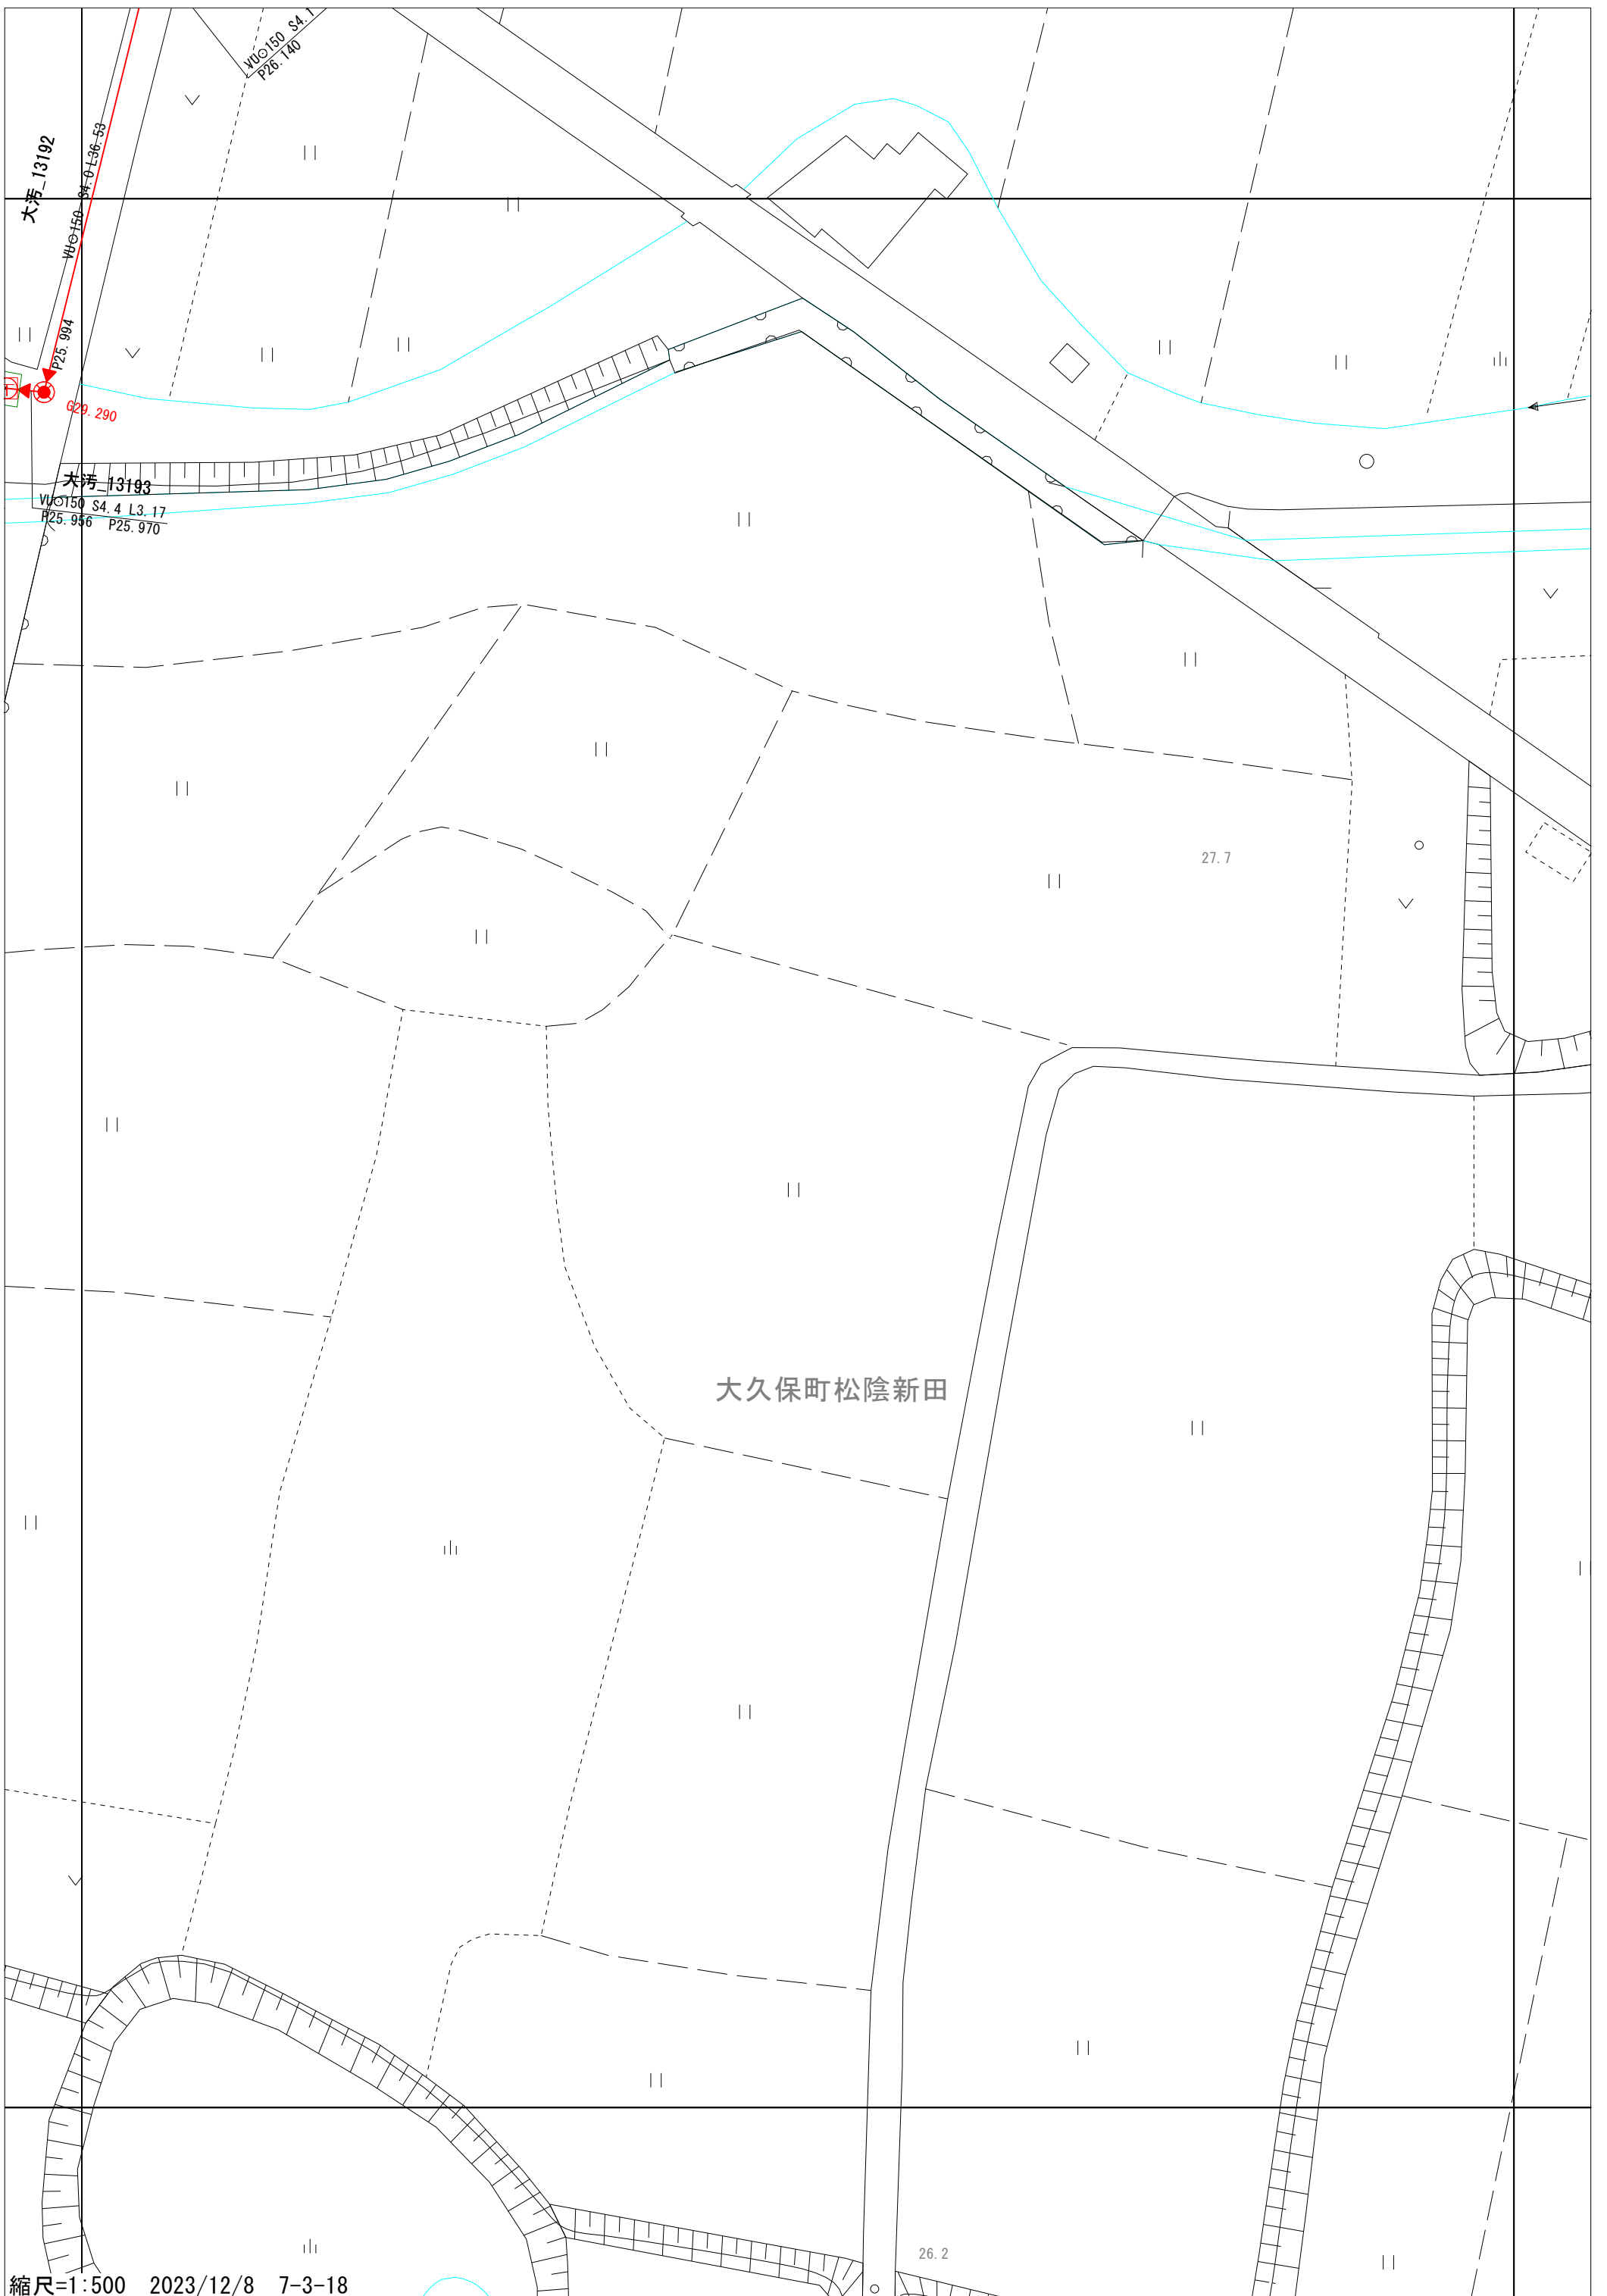 VU⊙150 S4.1
P26.140
大汚_13192
VU⊙150 S4.0 L36.53
P25.994
G29.290
大汚_13193
VU⊙150 S4.4 L3.17
P25.956 P25.970
27.7
大久保町松陰新田
26.2
縮尺=1:500 2023/12/8 7-3-18